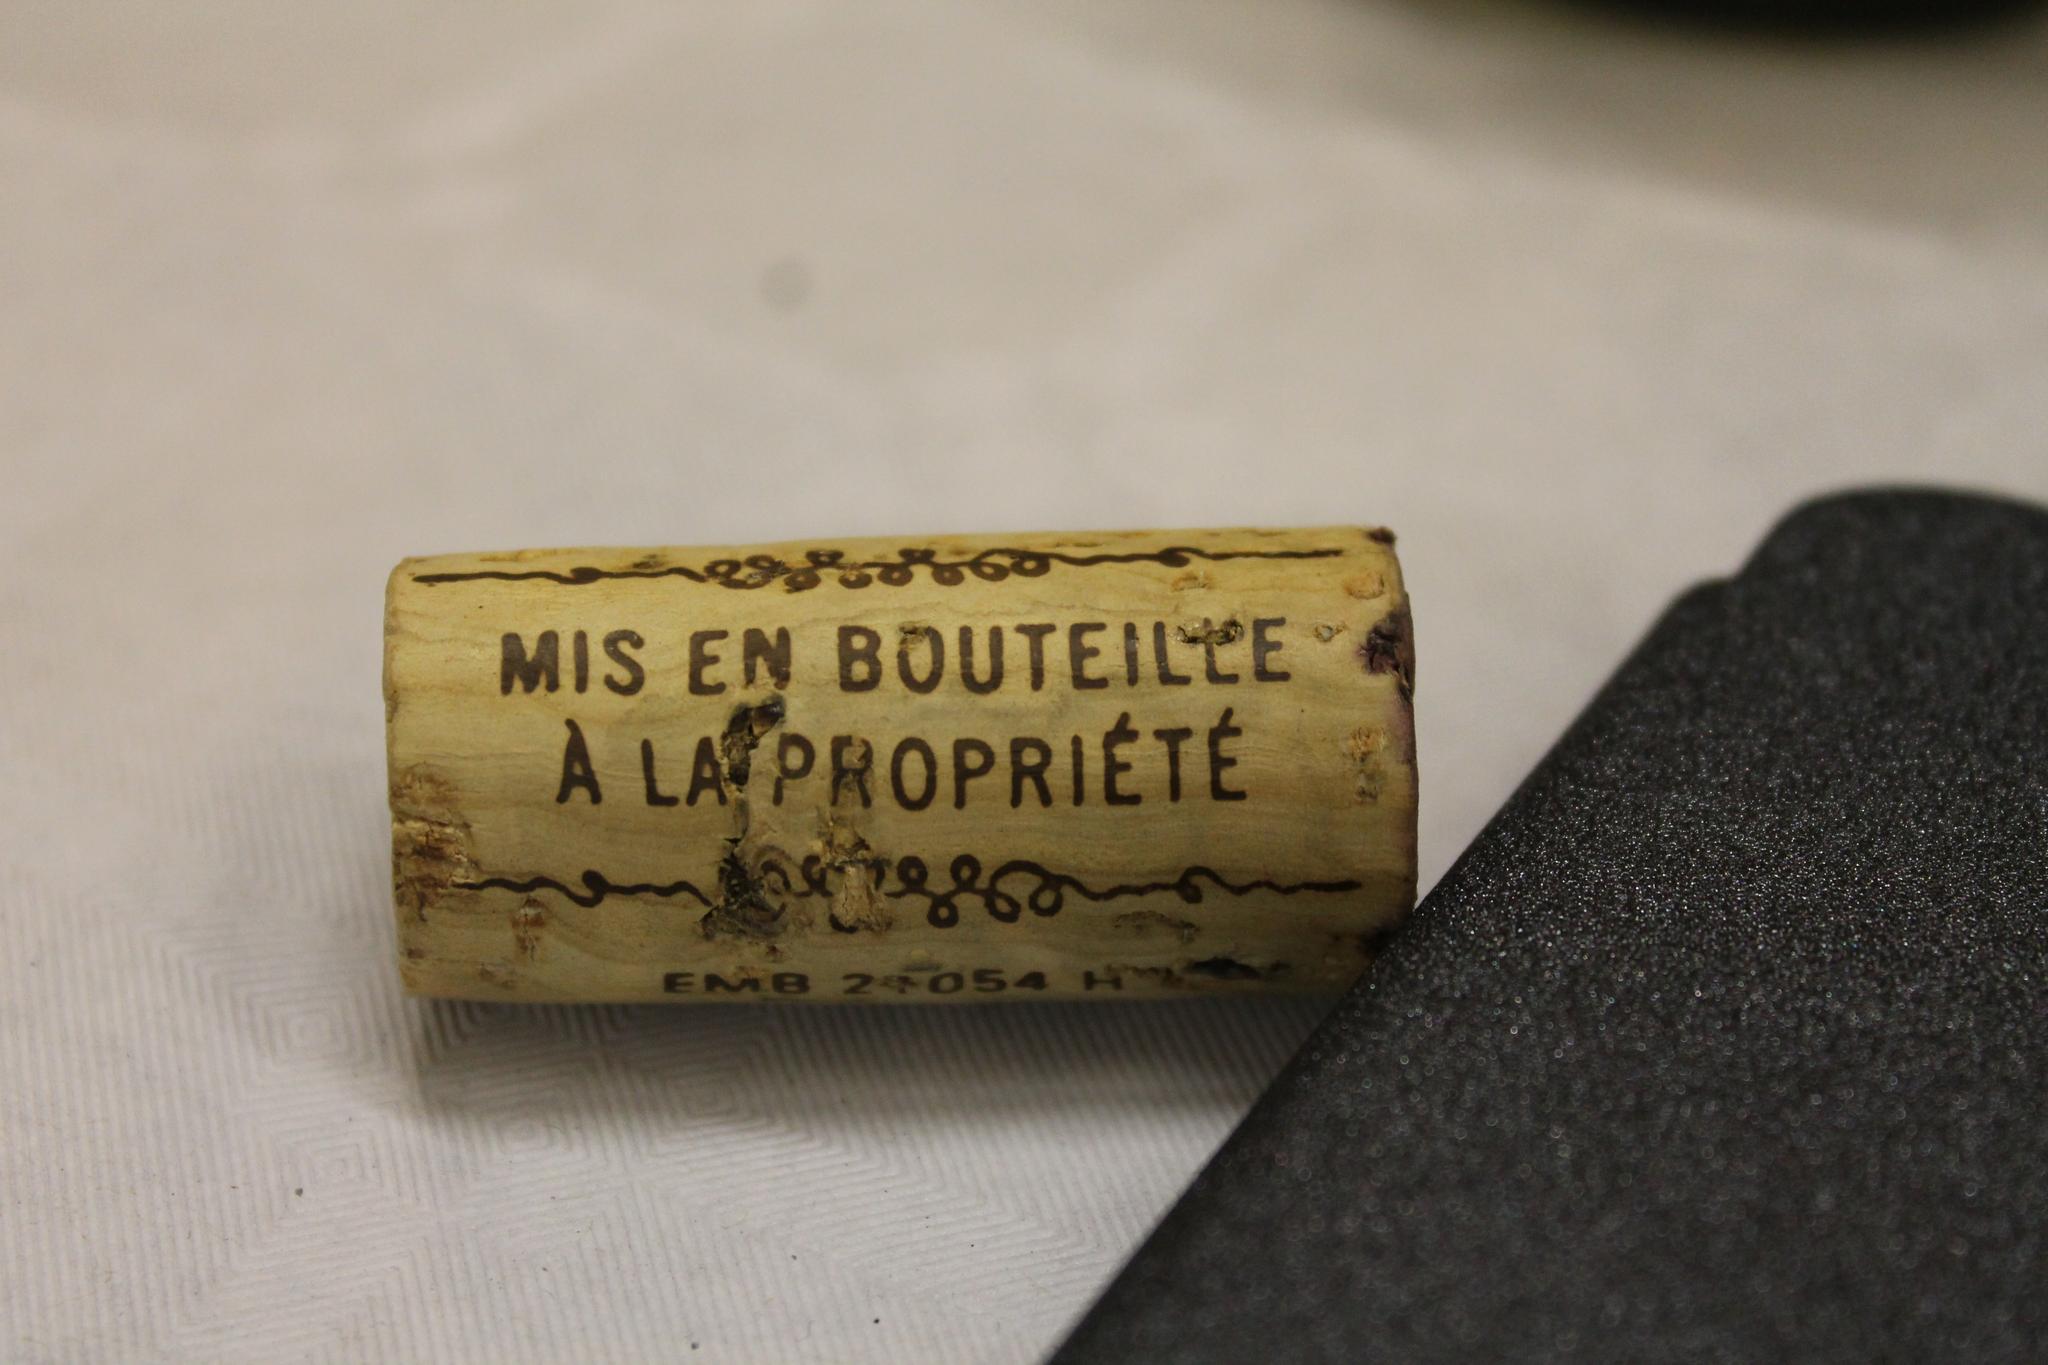 MIS EN BOUTEILLE
À LA PROPRIÉTÉ
EMB